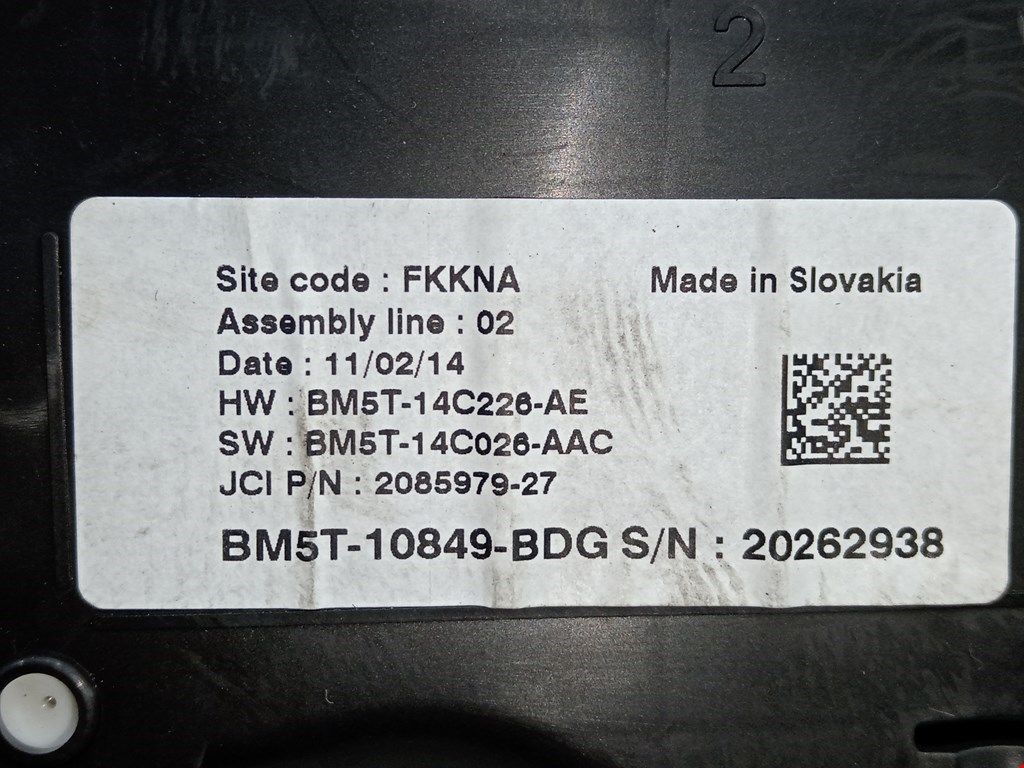 2
Site code : FKKNA
Made in Slovakia
Assembly line : 02
Date : 11/02/14
HW : BM5T-14C226-AE
SW : BM5T-14C026-AAC
JCI P/N : 2085979-27
BM5T-10849-BDG S/N : 20262938